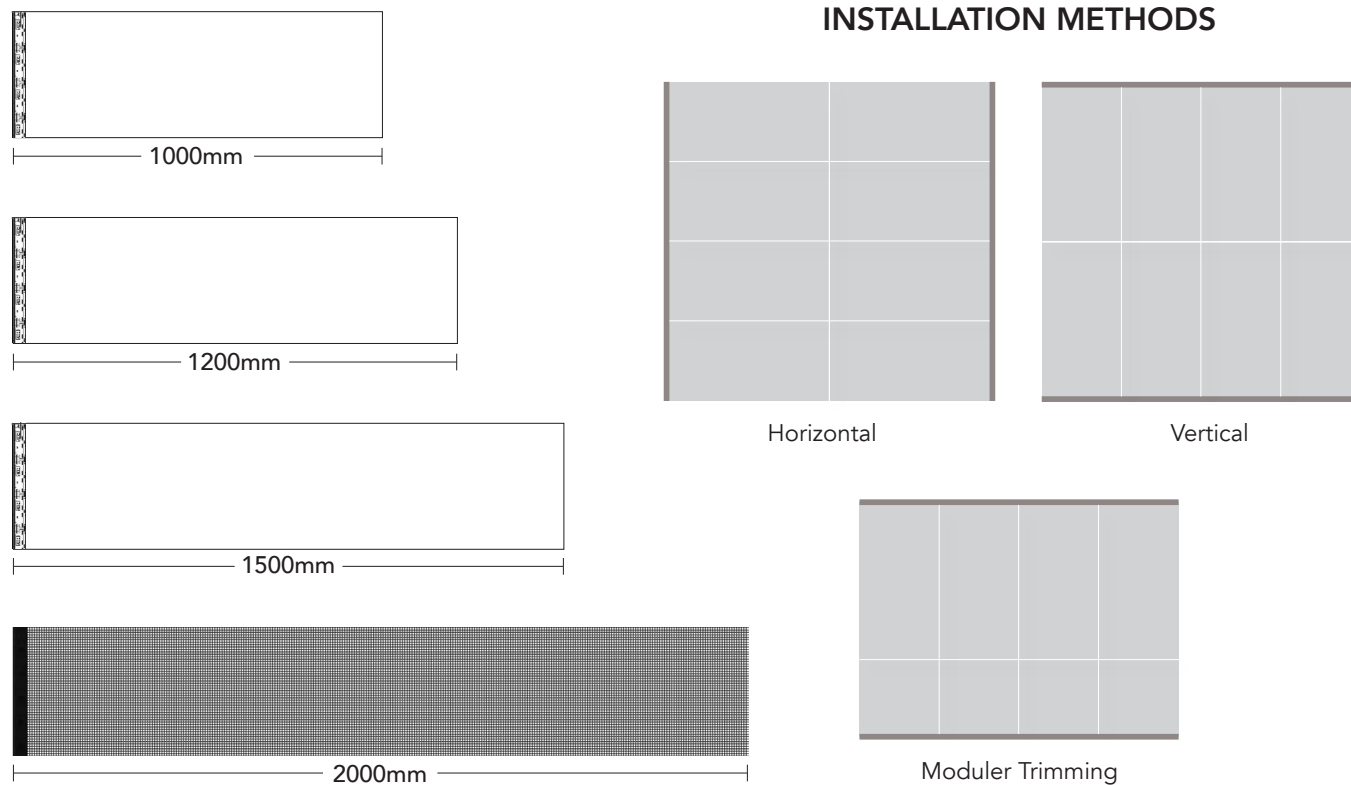 INSTALLATION METHODS
1000mm
1200mm
1500mm
2000mm
Horizontal
Vertical
Moduler Trimming